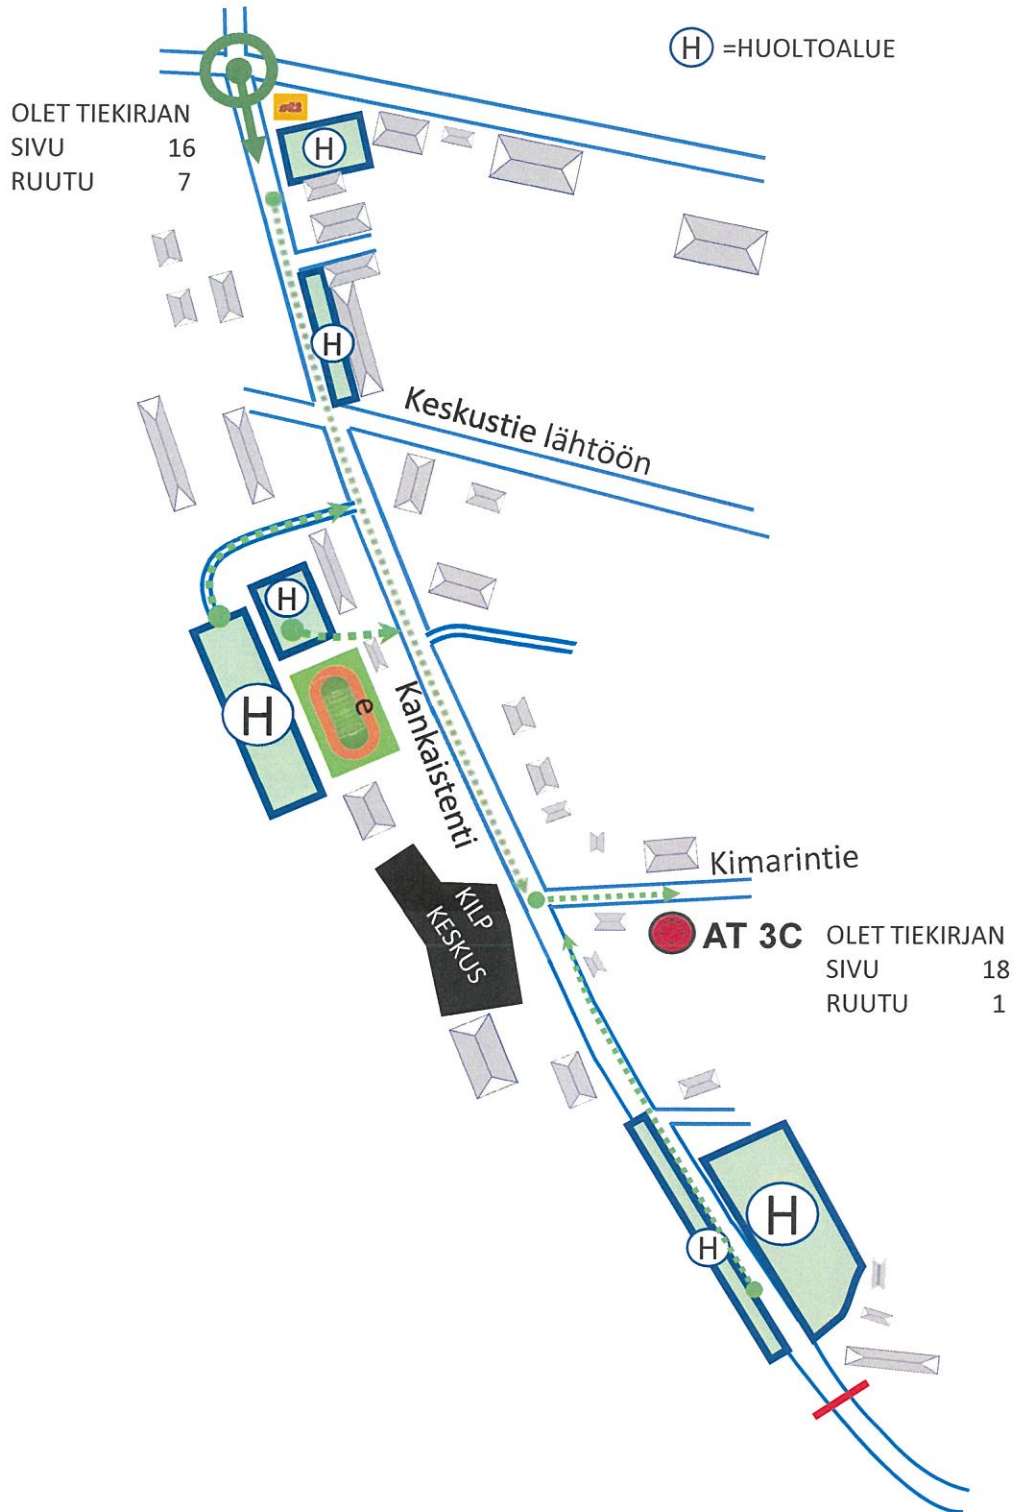 H =HUOLTOALUE
OLET TIEKIRJAN
SIVU 16
RUUTU 7
H
H
Keskustie lähtöön
H
H
e
Kankaistenti
Kimarintie
KILP
KESKUS
AT 3C
OLET TIEKIRJAN
SIVU 18
RUUTU 1
H
H